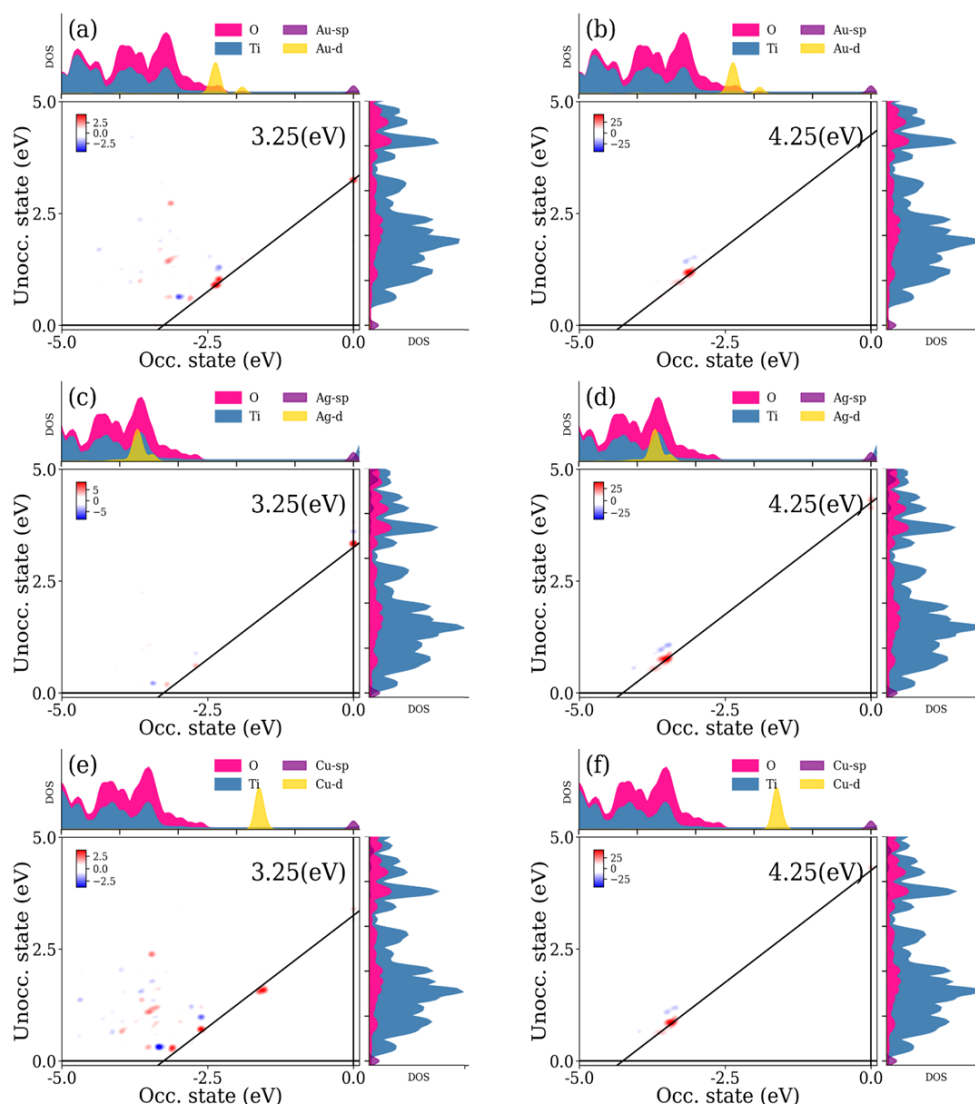 (a)
DOS
O
Ti
Au-sp
Au-d
5.0
2.5
0.0
2.5
0.0
−2.5
3.25(eV)
Unocc. state (eV)
-5.0
-2.5
0.0
DOS
Occ. state (eV)
(b)
DOS
O
Ti
Au-sp
Au-d
5.0
2.5
0.0
25
0
−25
4.25(eV)
Unocc. state (eV)
-5.0
-2.5
0.0
DOS
Occ. state (eV)
(c)
DOS
O
Ti
Ag-sp
Ag-d
5.0
2.5
0.0
5
0
−5
3.25(eV)
Unocc. state (eV)
-5.0
-2.5
0.0
DOS
Occ. state (eV)
(d)
DOS
O
Ti
Ag-sp
Ag-d
5.0
2.5
0.0
25
0
−25
4.25(eV)
Unocc. state (eV)
-5.0
-2.5
0.0
DOS
Occ. state (eV)
(e)
DOS
O
Ti
Cu-sp
Cu-d
5.0
2.5
0.0
2.5
0.0
−2.5
3.25(eV)
Unocc. state (eV)
-5.0
-2.5
0.0
DOS
Occ. state (eV)
(f)
DOS
O
Ti
Cu-sp
Cu-d
5.0
2.5
0.0
25
0
−25
4.25(eV)
Unocc. state (eV)
-5.0
-2.5
0.0
DOS
Occ. state (eV)